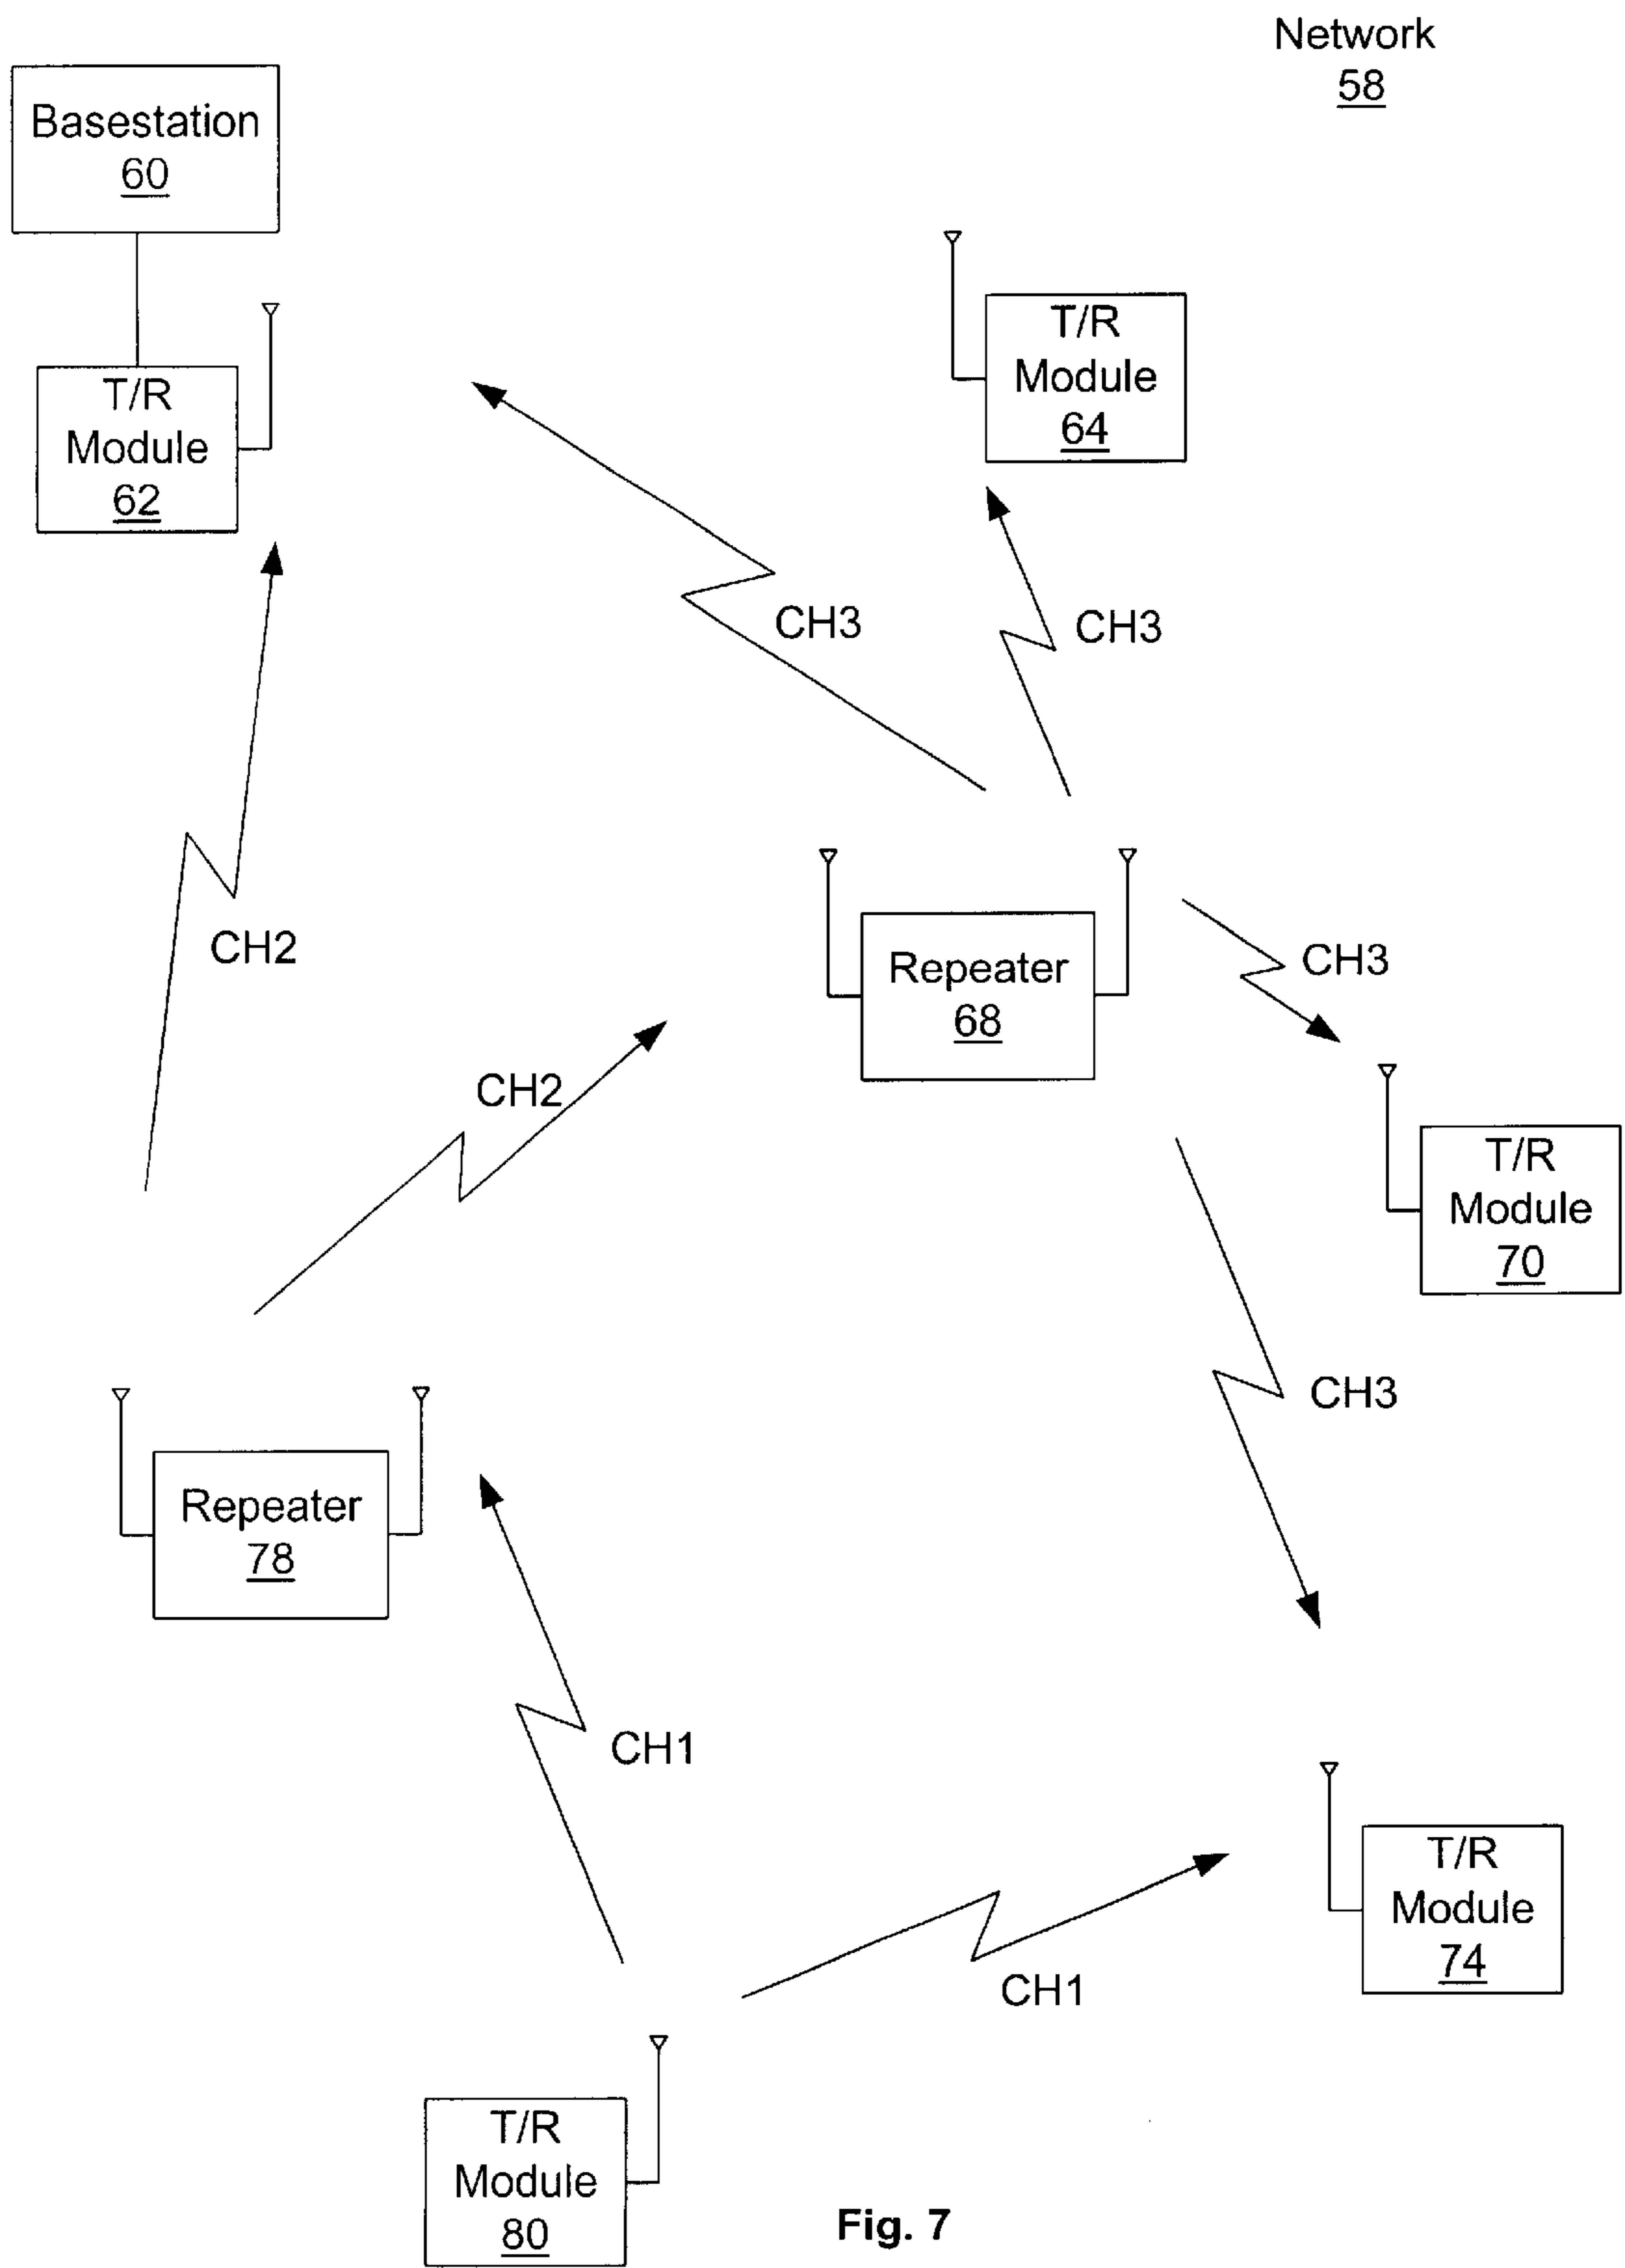 Network
58
Basestation
60
T/R
Module
62
T/R
Module
64
CH3
CH3
CH2
Repeater
68
CH3
CH2
T/R
Module
70
CH3
Repeater
78
CH1
T/R
Module
74
CH1
T/R
Module
80
Fig. 7